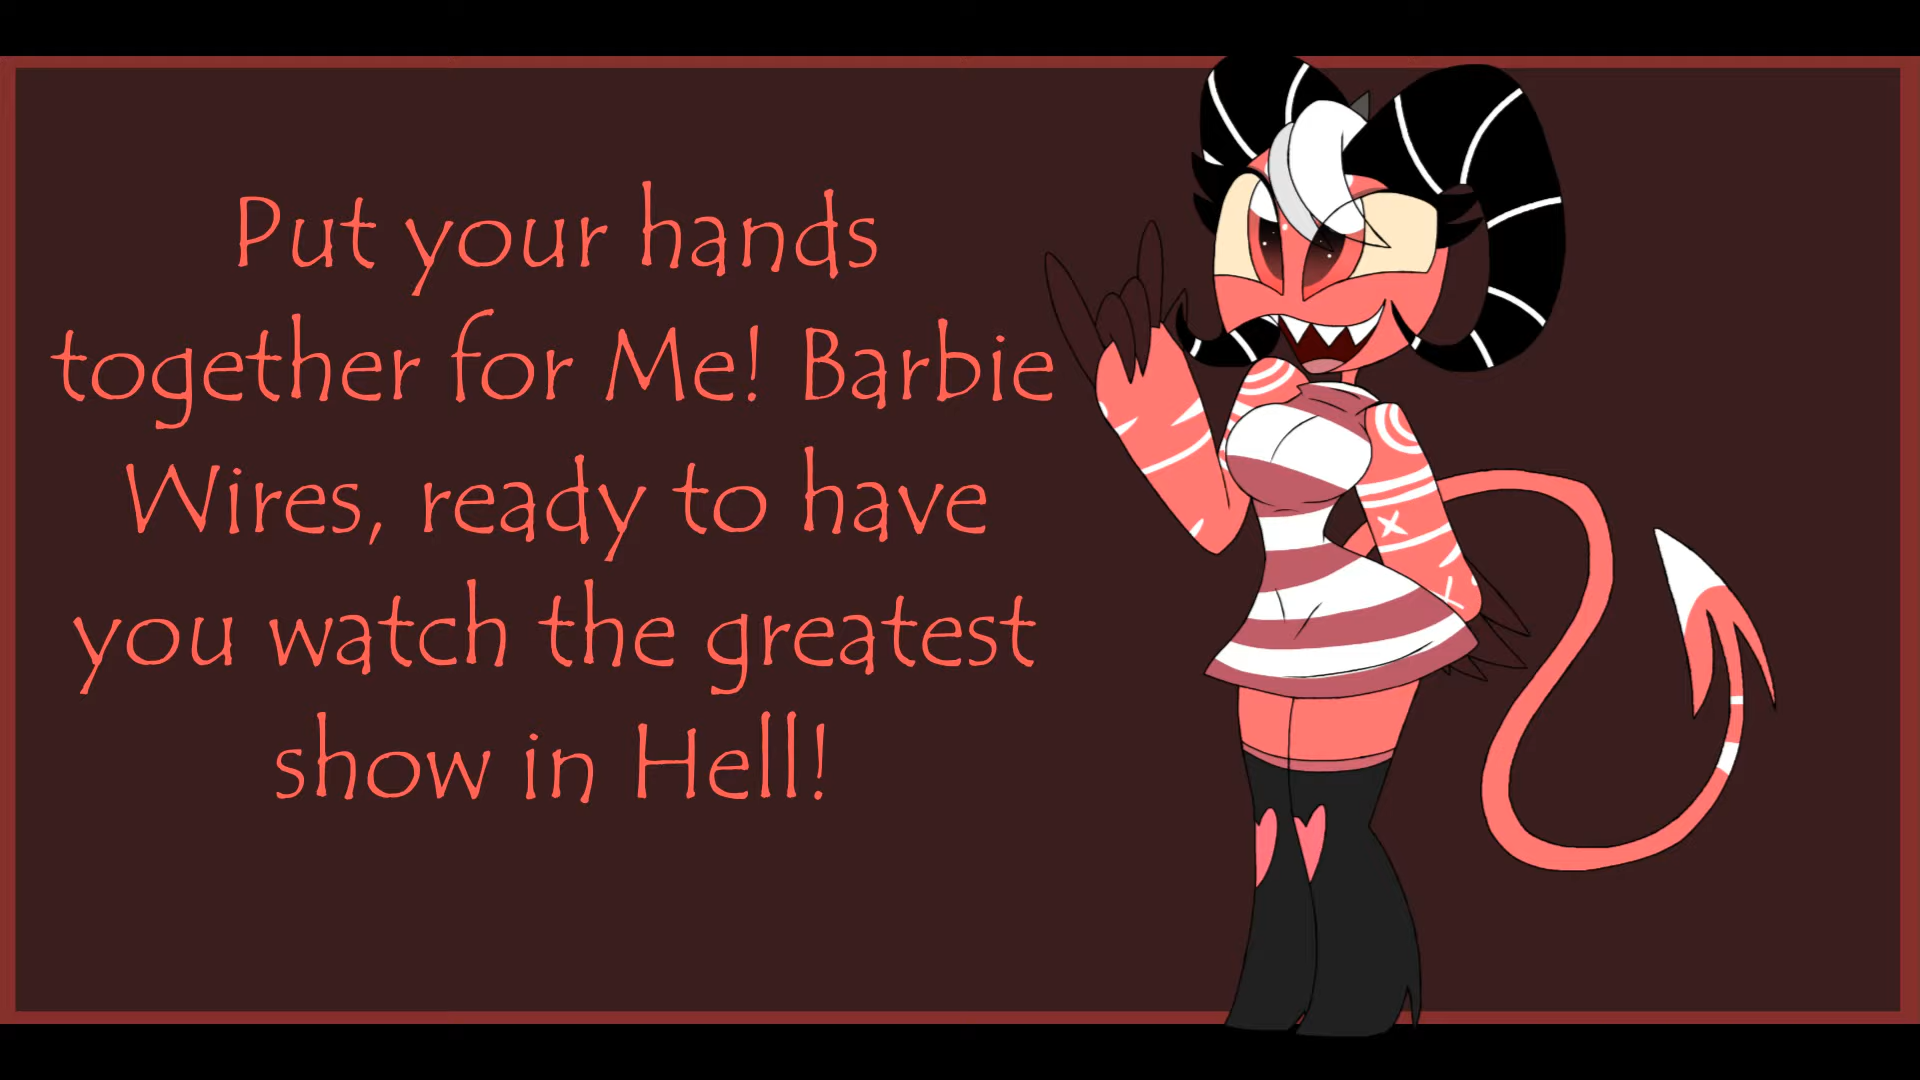 Put your hands
together for Me! Barbie
Wires, ready to have
you watch the greatest
show in Hell!